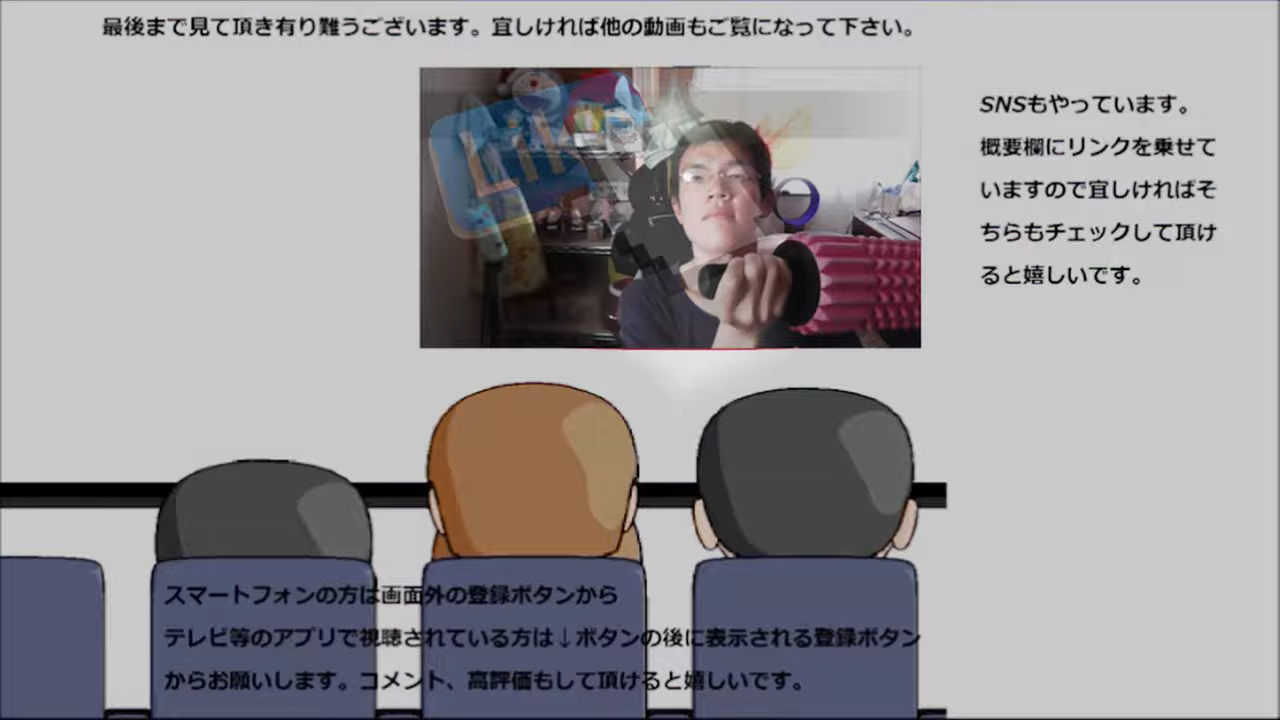 最後まで見て頂き有り難うございます。宜しければ他の動画もご覧になって下さい。
SNSもやっています。
概要欄にリンクを乗せて
いますので宜しければそ
ちらもチェックして頂け
ると嬉しいです。
スマートフォンの方は画面外の登録ボタンから
テレビ等のアプリで視聴されている方は↓ボタンの後に表示される登録ボタン
からお願いします。コメント、高評価もして頂けると嬉しいです。